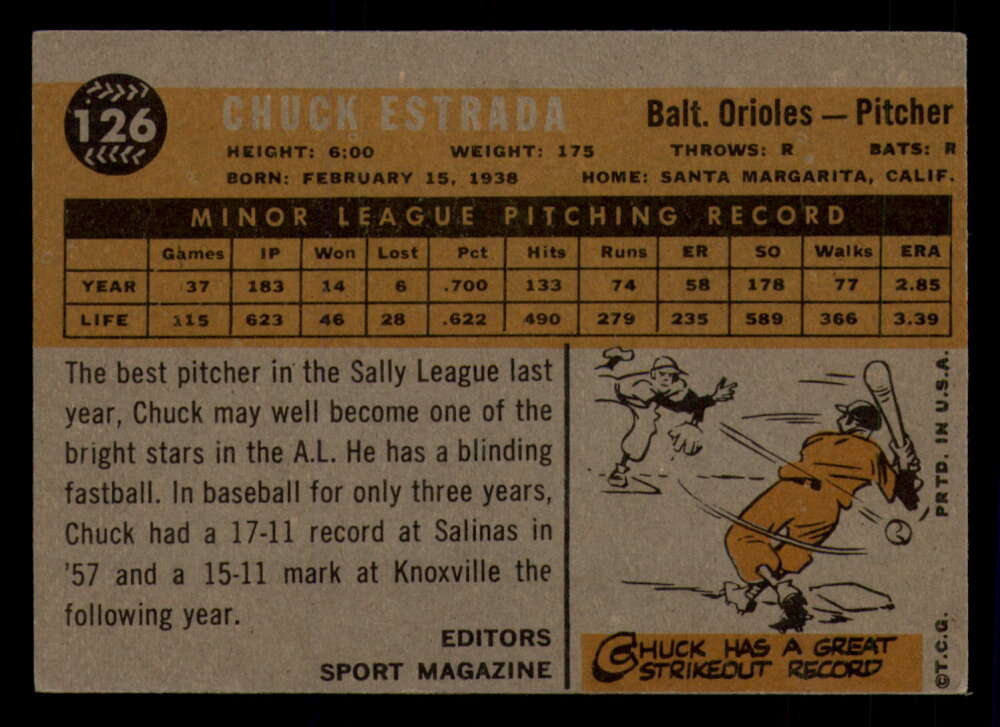 126
CHUCK ESTRADA Balt. Orioles — Pitcher
HEIGHT: 6:00 WEIGHT: 175 THROWS: R BATS: R
BORN: FEBRUARY 15, 1938 HOME: SANTA MARGARITA, CALIF.
MINOR LEAGUE PITCHING RECORD
Games IP Won Lost Pct Hits Runs ER SO Walks ERA
YEAR 37 183 14 6 .700 133 74 58 178 77 2.85
LIFE 115 623 46 28 .622 490 279 235 589 366 3.39
The best pitcher in the Sally League last
year, Chuck may well become one of the
bright stars in the A.L. He has a blinding
fastball. In baseball for only three years,
Chuck had a 17-11 record at Salinas in
'57 and a 15-11 mark at Knoxville the
following year.
EDITORS
SPORT MAGAZINE
CHUCK HAS A GREAT
STRIKEOUT RECORD
©T.C.G. PRTD. IN U.S.A.